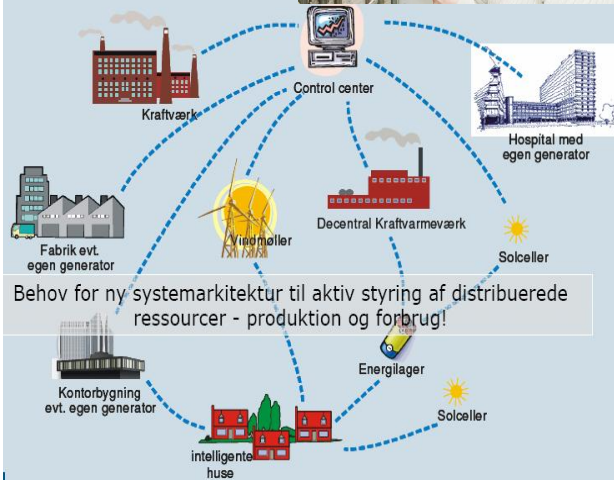 Control center
Kraftværk
Hospital med
egen generator
Fabrik evt.
egen generator
Vindmøller
Decentral Kraftvarmeværk
Solceller
Behov for ny systemarkitektur til aktiv styring af distribuerede
ressourcer - produktion og forbrug!
Kontorbygning
evt. egen generator
Energilager
Solceller
intelligente
huse